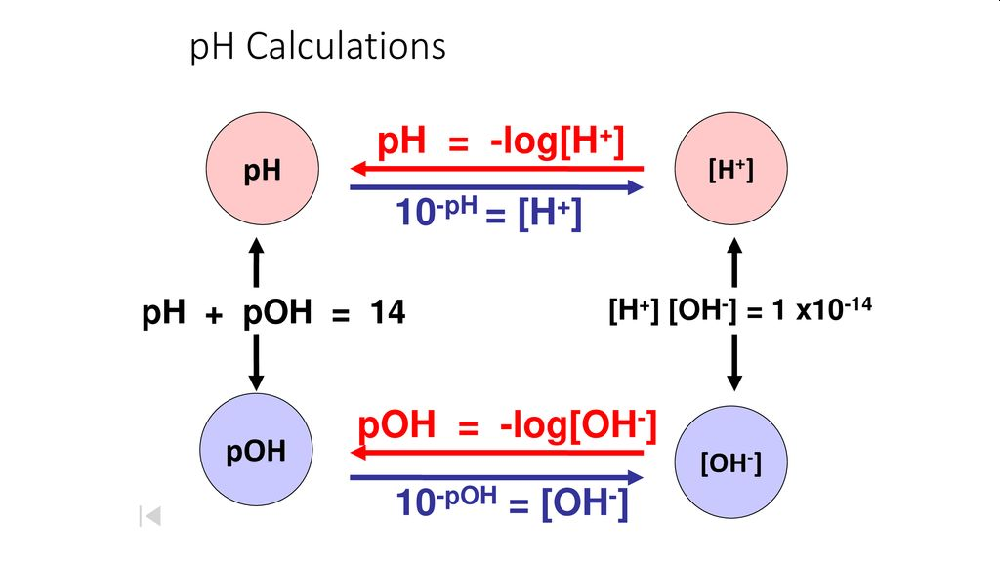 pH Calculations
pH
pH = -log[H⁺]
[H⁺]
10⁻ᵖᴴ = [H⁺]
pH + pOH = 14
[H⁺] [OH⁻] = 1 x10⁻¹⁴
pOH
pOH = -log[OH⁻]
[OH⁻]
10⁻ᵖᴼᴴ = [OH⁻]